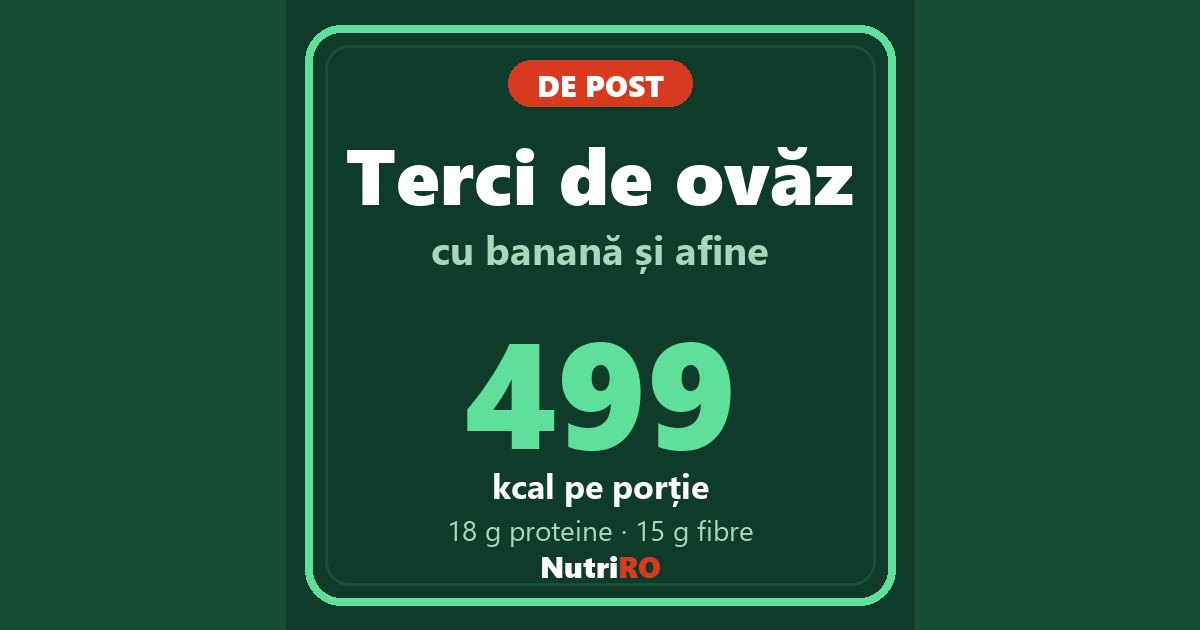 DE POST
Terci de ovăz
cu banană și afine
499
kcal pe porție
18 g proteine · 15 g fibre
NutriRO